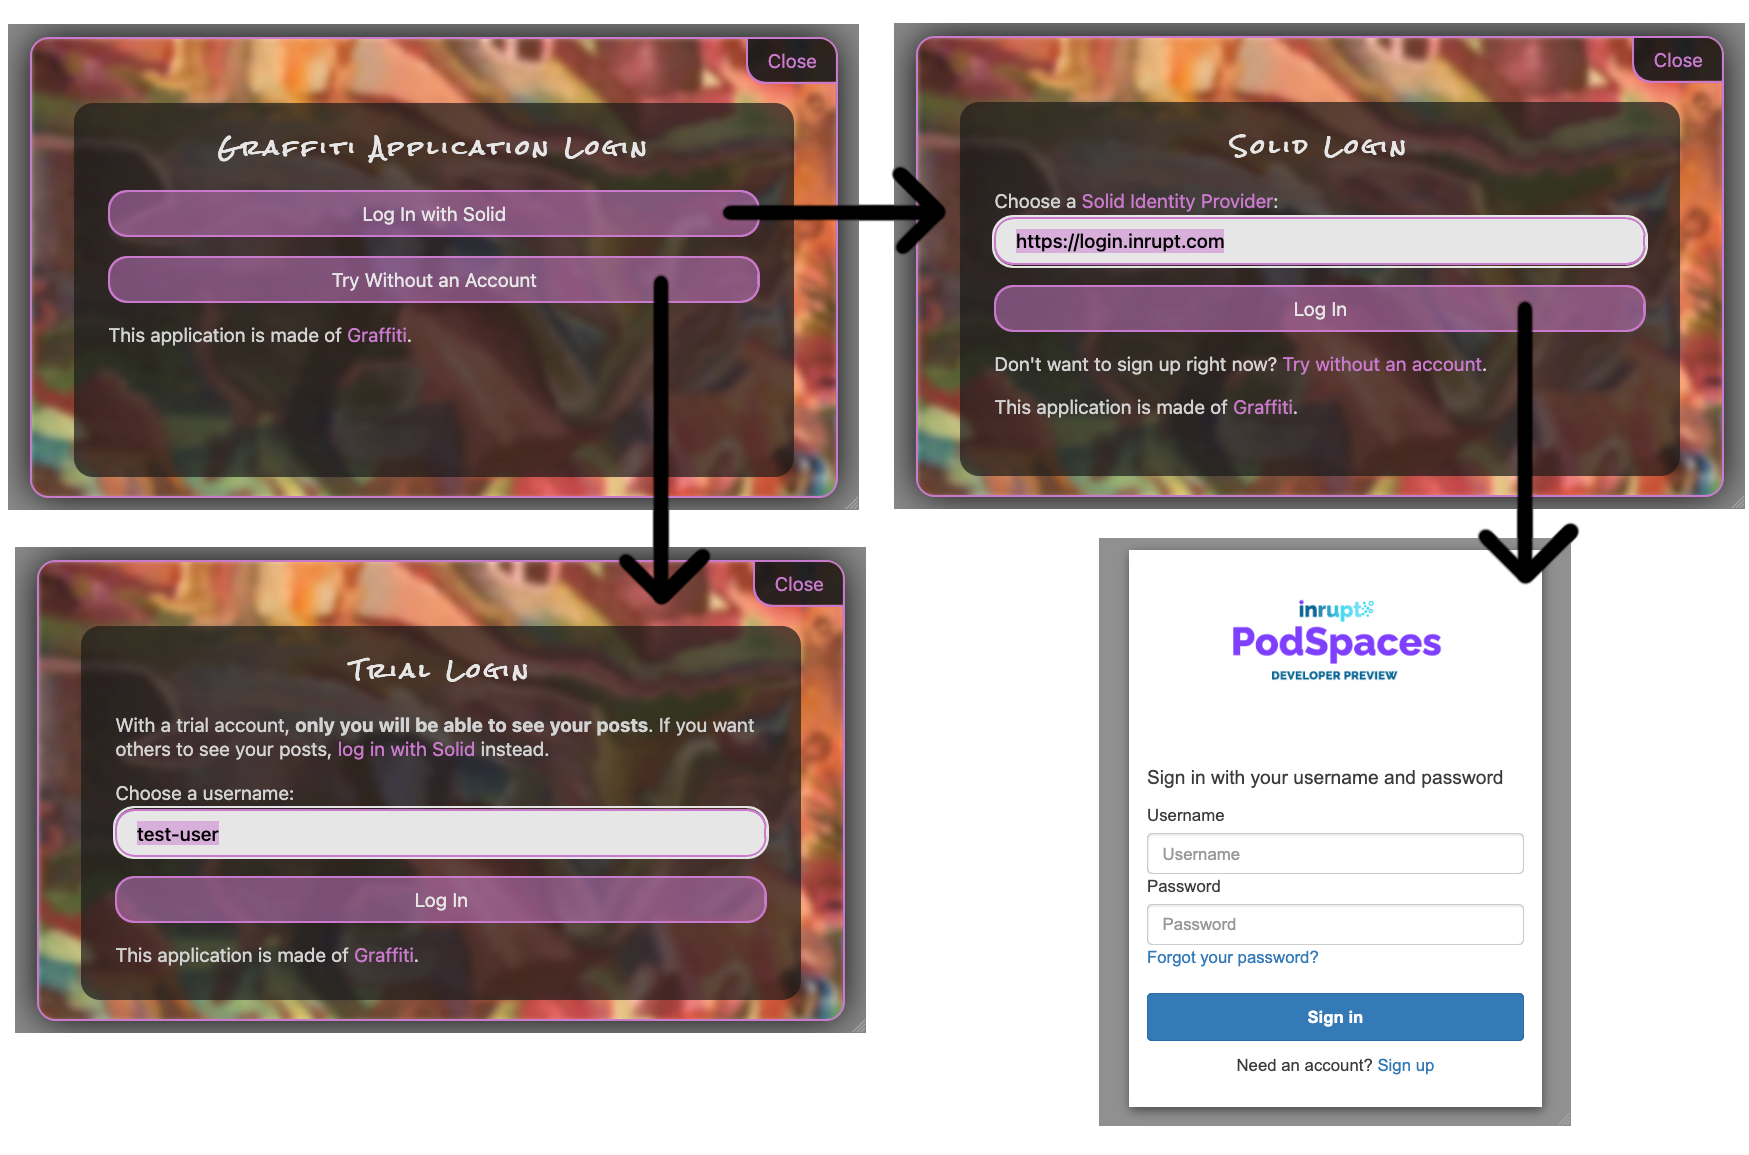 Close
Graffiti Application Login
Log In with Solid
Try Without an Account
This application is made of Graffiti.
Close
Solid Login
Choose a Solid Identity Provider:
https://login.inrupt.com
Log In
Don't want to sign up right now? Try without an account.
This application is made of Graffiti.
Close
Trial Login
With a trial account, only you will be able to see your posts. If you want
others to see your posts, log in with Solid instead.
Choose a username:
test-user
Log In
This application is made of Graffiti.
inrupt
PodSpaces
DEVELOPER PREVIEW
Sign in with your username and password
Username
Username
Password
Password
Forgot your password?
Sign in
Need an account? Sign up